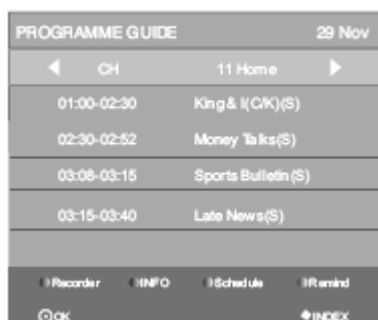 PROGRAMME GUIDE 29 Nov
CH 11 Home
01:00-02:30 King & I(C/K)(S)
02:30-02:52 Money Talks(S)
03:08-03:15 Sports Bulletin(S)
03:15-03:40 Late News(S)
Recorder INFO Schedule Remind
OK INDEX